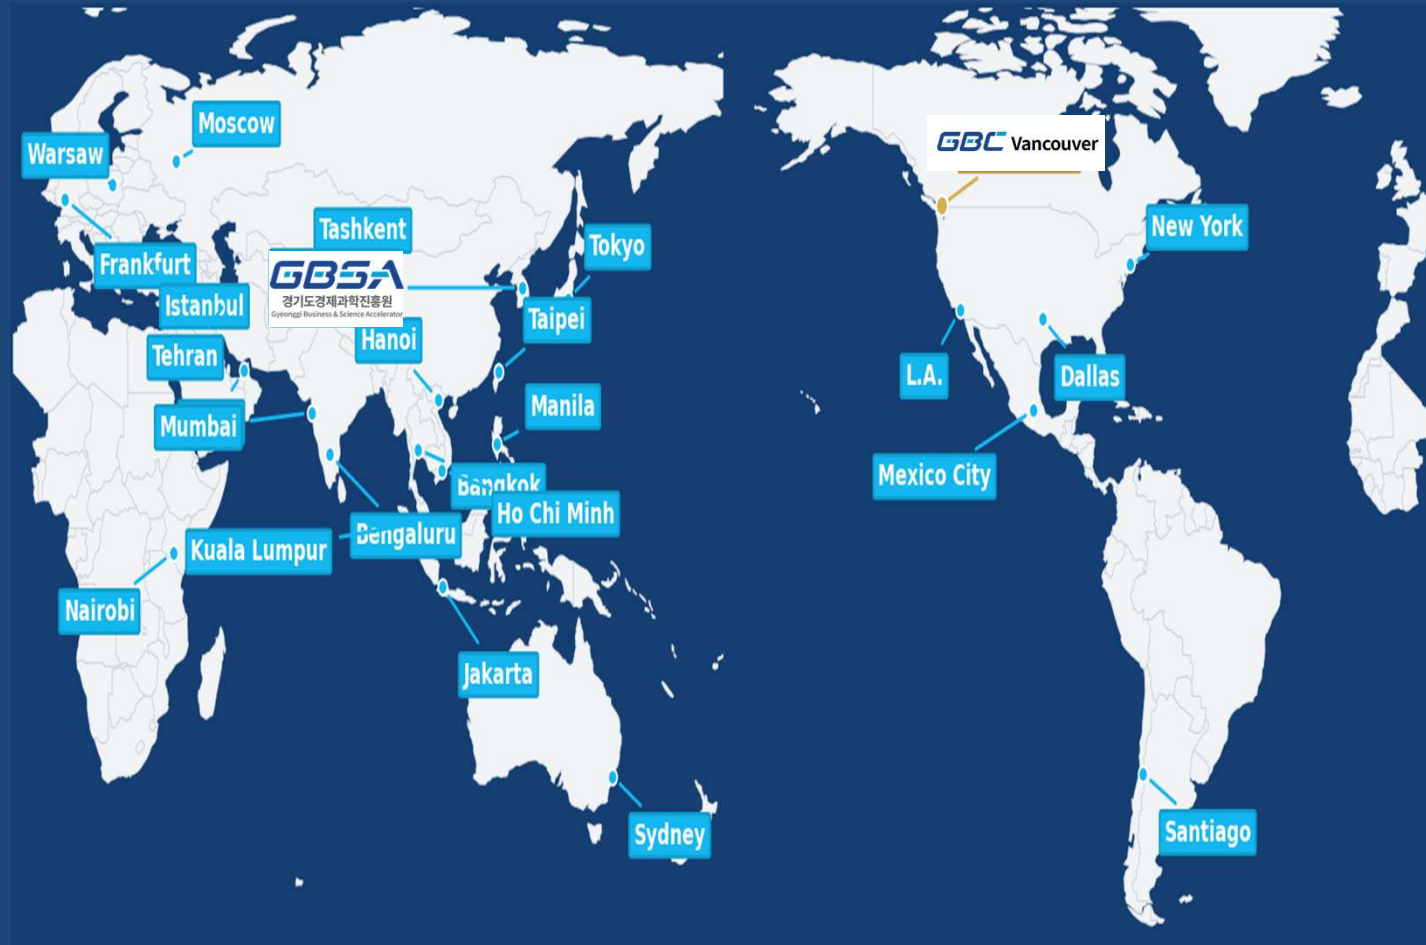 Moscow
Warsaw
GBC Vancouver
Tashkent
New York
Tokyo
Frankfurt
GBSA
경기도경제과학진흥원
Gyeonggi Business & Science Accelerator
Istanbul
Taipei
Hanoi
Tehran
L.A.
Dallas
Manila
Mumbai
Mexico City
Bangkok
Ho Chi Minh
Bengaluru
Kuala Lumpur
Nairobi
Jakarta
Santiago
Sydney